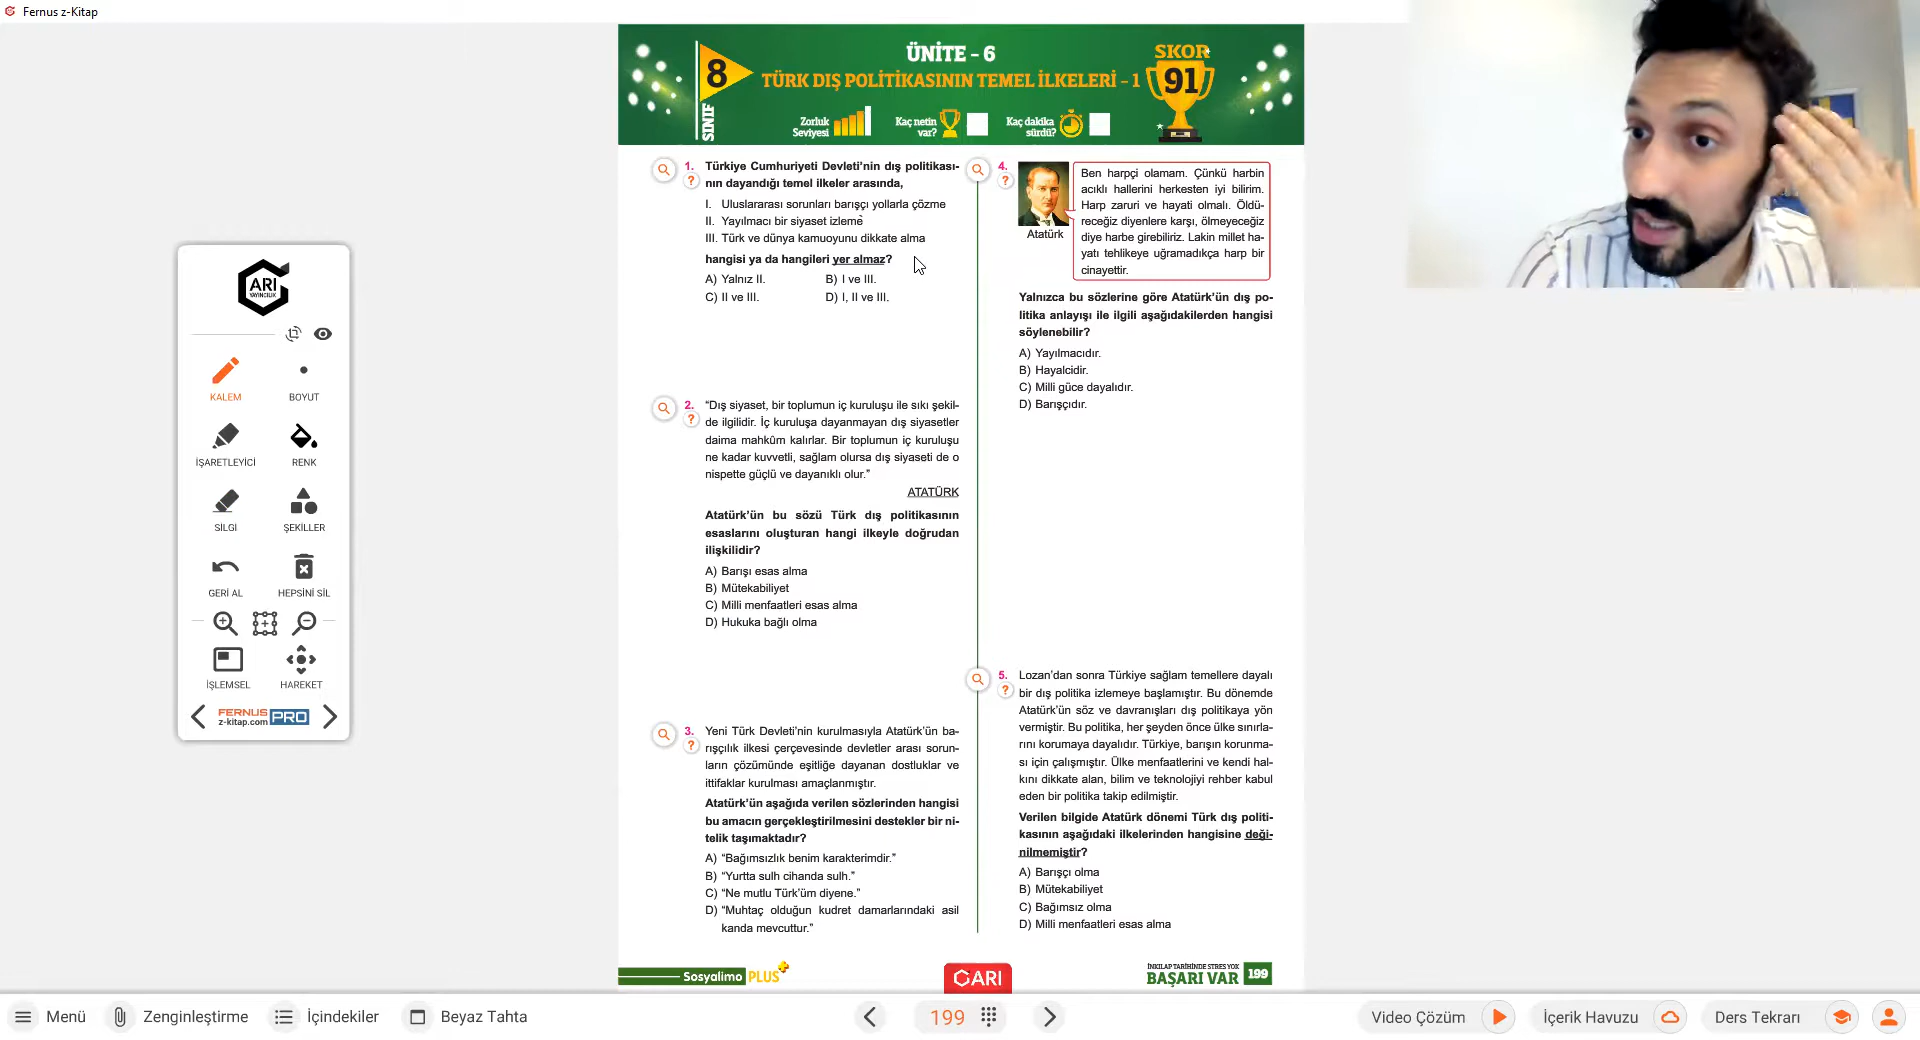 Fernus z-Kitap
8
SINIF
ÜNİTE - 6
TÜRK DIŞ POLİTİKASININ TEMEL İLKELERİ - 1
SKOR
91
Zorluk
Seviyesi
Kaç netin
var?
Kaç dakika
sürdü?
1. Türkiye Cumhuriyeti Devleti'nin dış politikası-
nın dayandığı temel ilkeler arasında,
I. Uluslararası sorunları barışçı yollarla çözme
II. Yayılmacı bir siyaset izleme
III. Türk ve dünya kamuoyunu dikkate alma
hangisi ya da hangileri yer almaz?
A) Yalnız II. B) I ve III.
C) II ve III. D) I, II ve III.
2. “Dış siyaset, bir toplumun iç kuruluşu ile sıkı şekil-
de ilgilidir. İç kuruluşa dayanmayan dış siyasetler
daima mahkûm kalırlar. Bir toplumun iç kuruluşu
ne kadar kuvvetli, sağlam olursa dış siyaseti de o
nispette güçlü ve dayanıklı olur.”
ATATÜRK
Atatürk'ün bu sözü Türk dış politikasının
esaslarını oluşturan hangi ilkeyle doğrudan
ilişkilidir?
A) Barışı esas alma
B) Mütekabiliyet
C) Milli menfaatleri esas alma
D) Hukuka bağlı olma
3. Yeni Türk Devleti'nin kurulmasıyla Atatürk'ün ba-
rışçılık ilkesi çerçevesinde devletler arası sorun-
ların çözümünde eşitliğe dayanan dostluklar ve
ittifaklar kurulması amaçlanmıştır.
Atatürk'ün aşağıda verilen sözlerinden hangisi
bu amacın gerçekleştirilmesini destekler bir ni-
telik taşımaktadır?
A) “Bağımsızlık benim karakterimdir.”
B) “Yurtta sulh cihanda sulh.”
C) “Ne mutlu Türk'üm diyene.”
D) “Muhtaç olduğun kudret damarlarındaki asil
kanda mevcuttur.”
4. Ben harpçi olamam. Çünkü harbin
acıklı hallerini herkesten iyi bilirim.
Harp zaruri ve hayati olmalı. Öldü-
receğiz diyenlere karşı, ölmeyeceğiz
diye harbe girebiliriz. Lakin millet ha-
yatı tehlikeye uğramadıkça harp bir
cinayettir.
Atatürk
Yalnızca bu sözlerine göre Atatürk'ün dış po-
litika anlayışı ile ilgili aşağıdakilerden hangisi
söylenebilir?
A) Yayılmacıdır.
B) Hayalcidir.
C) Milli güce dayalıdır.
D) Barışçıdır.
5. Lozan'dan sonra Türkiye sağlam temellere dayalı
bir dış politika izlemeye başlamıştır. Bu dönemde
Atatürk'ün söz ve davranışları dış politikaya yön
vermiştir. Bu politika, her şeyden önce ülke sınırla-
rını korumaya dayalıdır. Türkiye, barışın korunma-
sı için çalışmıştır. Ülke menfaatlerini ve kendi hal-
kını dikkate alan, bilim ve teknolojiyi rehber kabul
eden bir politika takip edilmiştir.
Verilen bilgide Atatürk dönemi Türk dış politi-
kasının aşağıdaki ilkelerinden hangisine deği-
nilmemiştir?
A) Barışçı olma
B) Mütekabiliyet
C) Bağımsız olma
D) Milli menfaatleri esas alma
Sosyalimo PLUS
ARI
İNKILAP TARİHİNDE STRES YOK
BAŞARI VAR 199
ARI
YAYINCILIK
KALEM BOYUT
İŞARETLEYİCİ RENK
SİLGİ ŞEKİLLER
GERİ AL HEPSİNİ SİL
İŞLEMSEL HAREKET
FERNUS
z-kitap.com PRO
Menü Zenginleştirme İçindekiler Beyaz Tahta 199 Video Çözüm İçerik Havuzu Ders Tekrarı